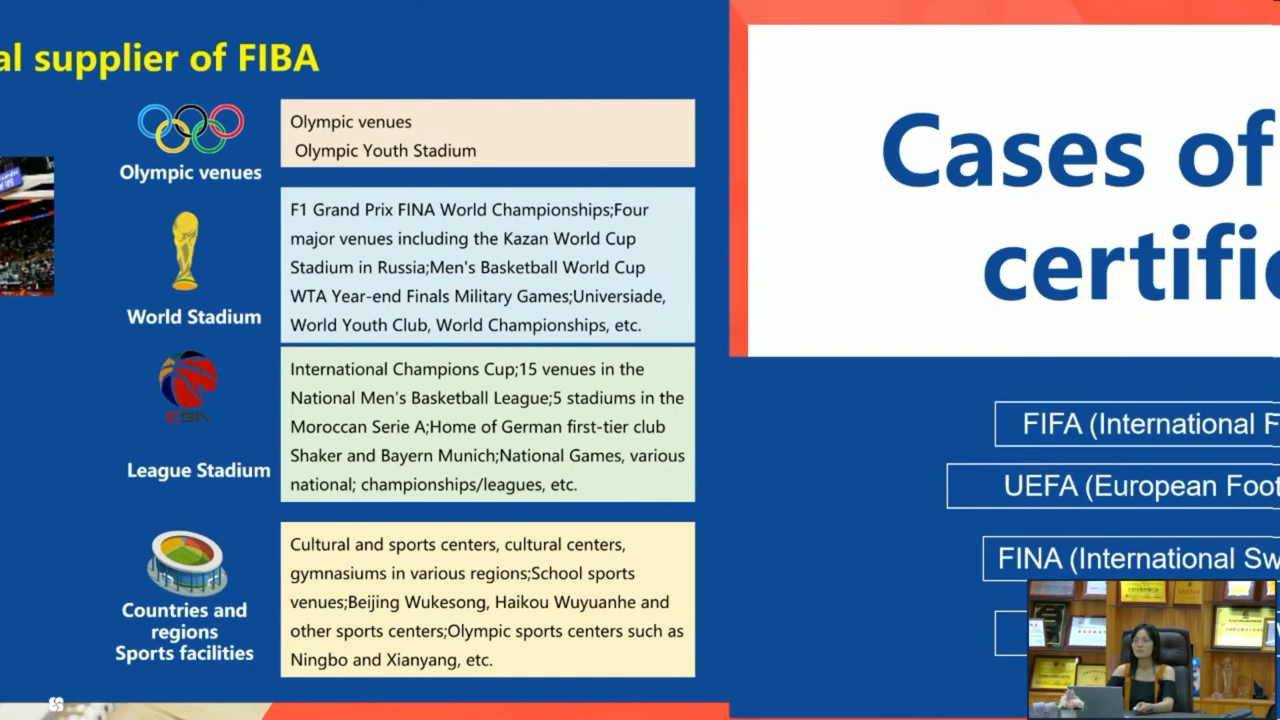 al supplier of FIBA
Olympic venues
Olympic venues
Olympic Youth Stadium
World Stadium
F1 Grand Prix FINA World Championships;Four
major venues including the Kazan World Cup
Stadium in Russia;Men's Basketball World Cup
WTA Year-end Finals Military Games;Universiade,
World Youth Club, World Championships, etc.
CBA
League Stadium
International Champions Cup;15 venues in the
National Men's Basketball League;5 stadiums in the
Moroccan Serie A;Home of German first-tier club
Shaker and Bayern Munich;National Games, various
national; championships/leagues, etc.
Countries and
regions
Sports facilities
Cultural and sports centers, cultural centers,
gymnasiums in various regions;School sports
venues;Beijing Wukesong, Haikou Wuyuanhe and
other sports centers;Olympic sports centers such as
Ningbo and Xianyang, etc.
Cases of
certific
FIFA (International F
UEFA (European Foot
FINA (International Sw